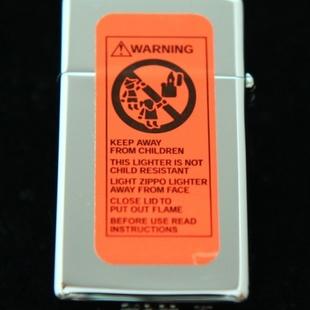 WARNING
KEEP AWAY
FROM CHILDREN
THIS LIGHTER IS NOT
CHILD RESISTANT
LIGHT ZIPPO LIGHTER
AWAY FROM FACE
CLOSE LID TO
PUT OUT FLAME
BEFORE USE READ
INSTRUCTIONS